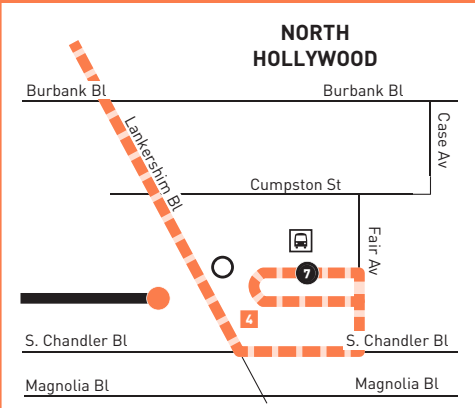 NORTH
HOLLYWOOD
Burbank Bl
Burbank Bl
Lankershim Bl
Case Av
Cumpston St
Fair Av
7
4
S. Chandler Bl
S. Chandler Bl
Magnolia Bl
Magnolia Bl